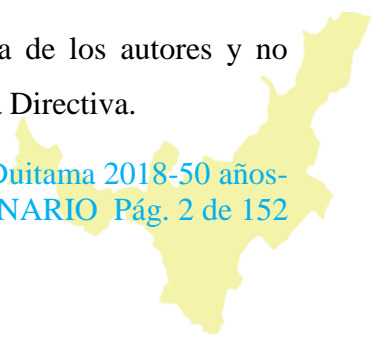 a de los autores y no
Directiva.
Duitama 2018-50 años-
NARIO Pág. 2 de 152